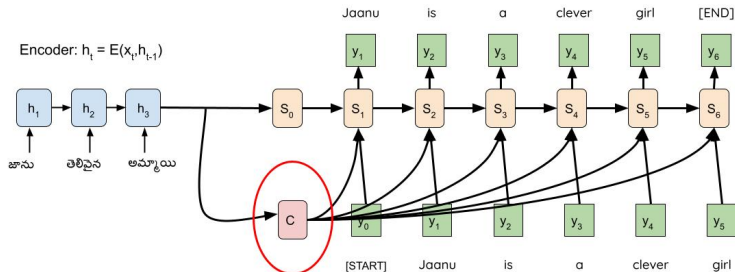 Jaanu is a clever girl [END]
y1 y2 y3 y4 y5 y6
Encoder: ht = E(xt,ht-1)
h1 h2 h3 S0 S1 S2 S3 S4 S5 S6
జాను తెలివైన అమ్మాయి
C y0 y1 y2 y3 y4 y5
[START] Jaanu is a clever girl